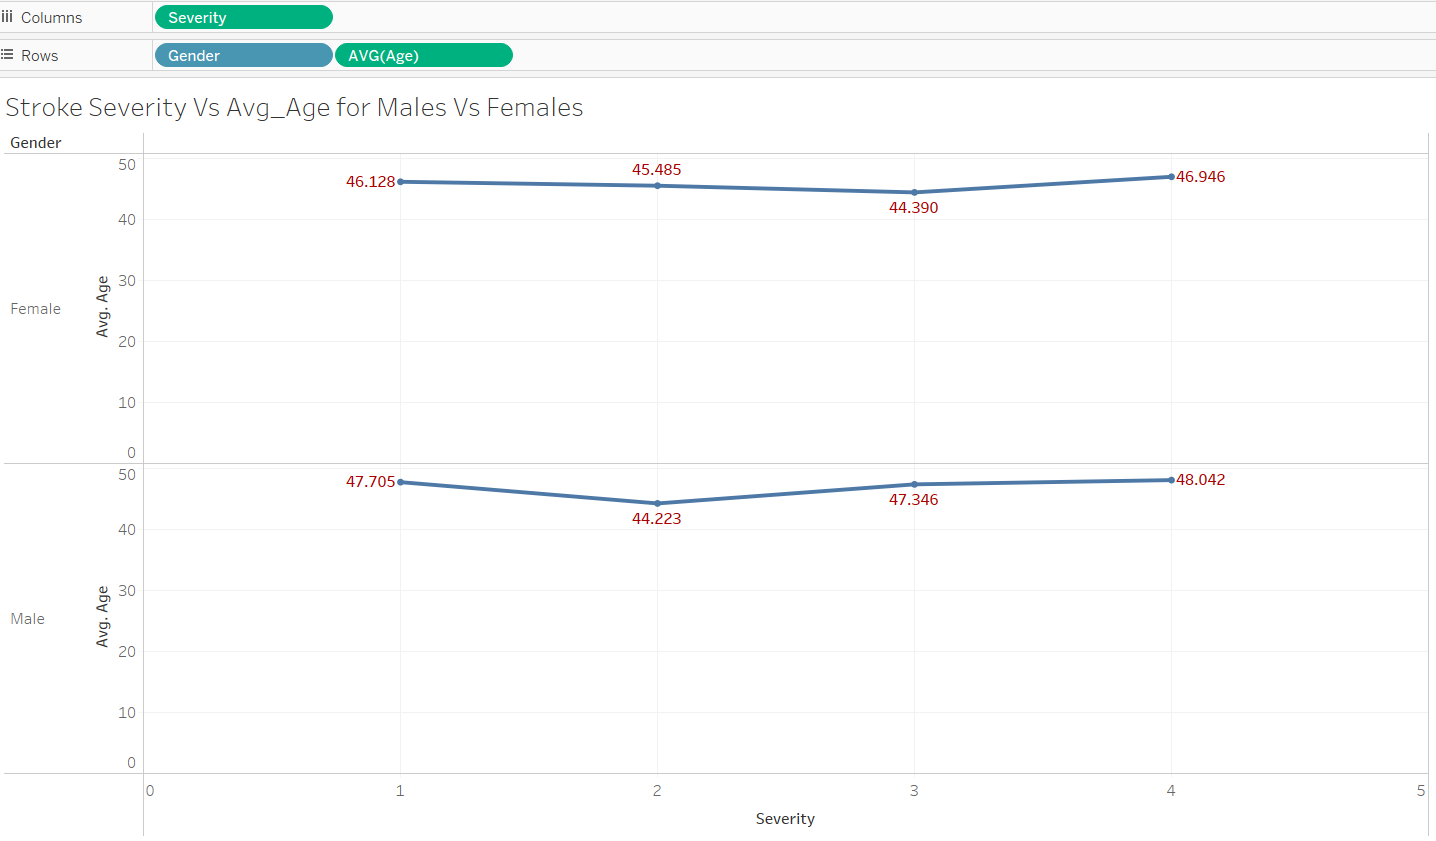 Columns
Severity
Rows
Gender
AVG(Age)
Stroke Severity Vs Avg_Age for Males Vs Females
Gender
Female
Avg. Age
50
40
30
20
10
0
46.128
45.485
44.390
46.946
Male
Avg. Age
50
40
30
20
10
0
47.705
44.223
47.346
48.042
0 1 2 3 4 5
Severity